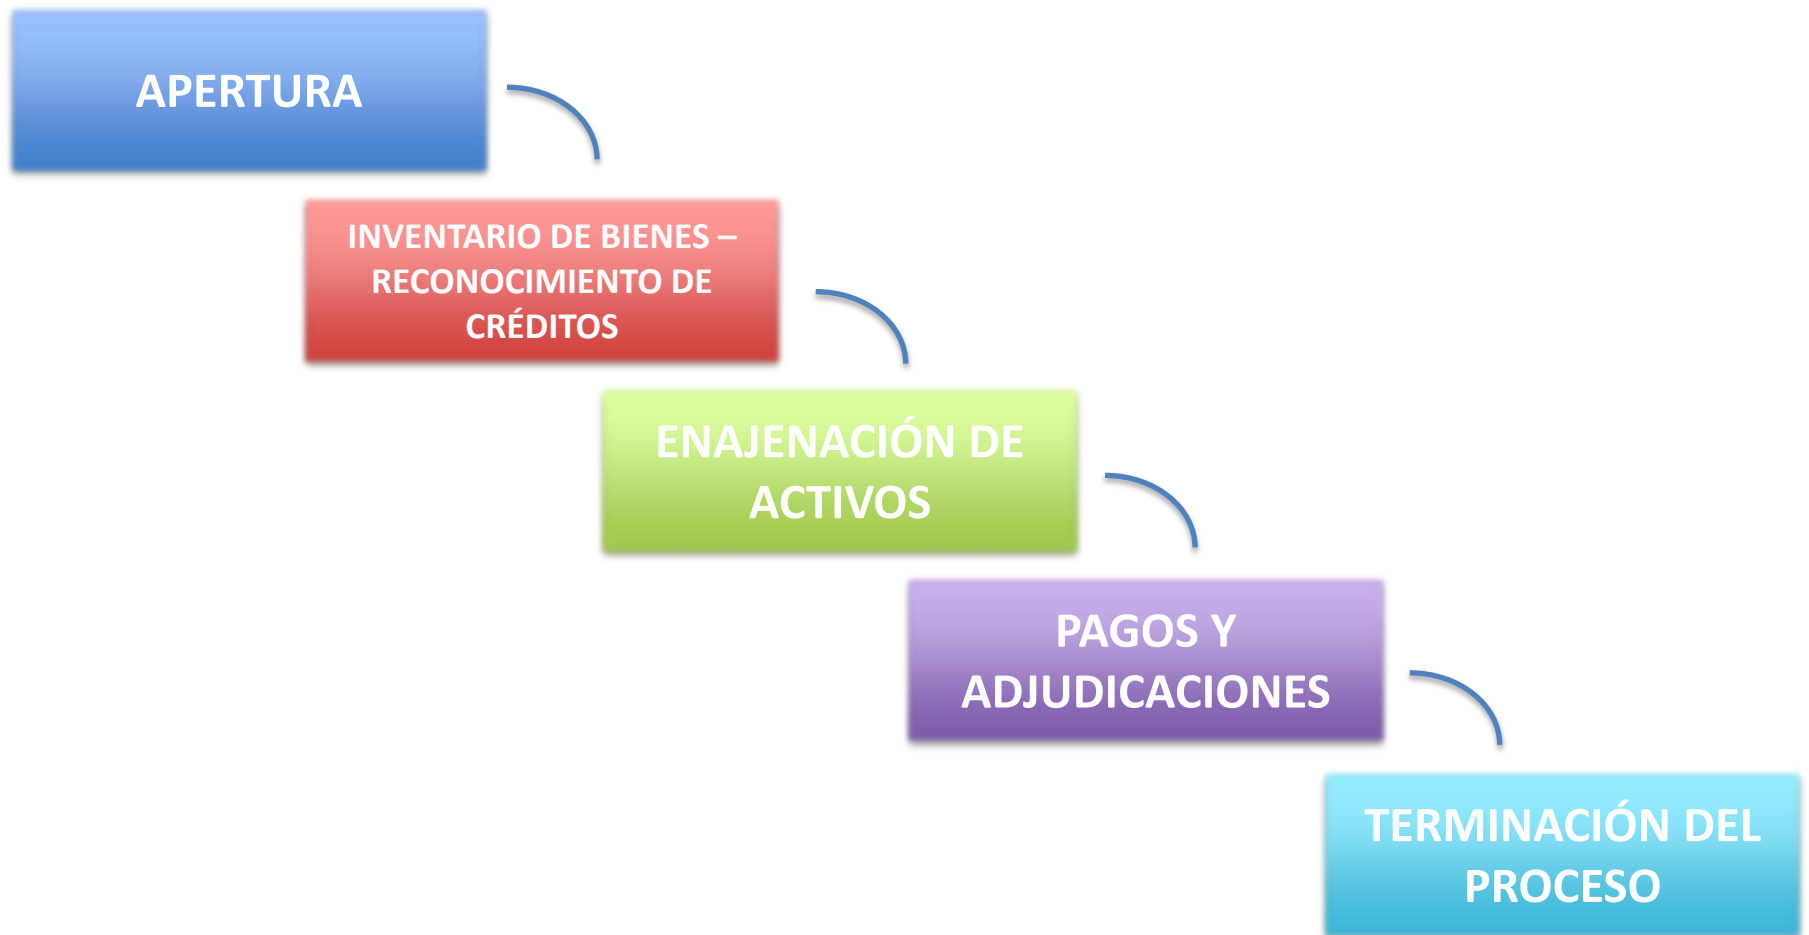 APERTURA
INVENTARIO DE BIENES –
RECONOCIMIENTO DE
CRÉDITOS
ENAJENACIÓN DE
ACTIVOS
PAGOS Y
ADJUDICACIONES
TERMINACIÓN DEL
PROCESO